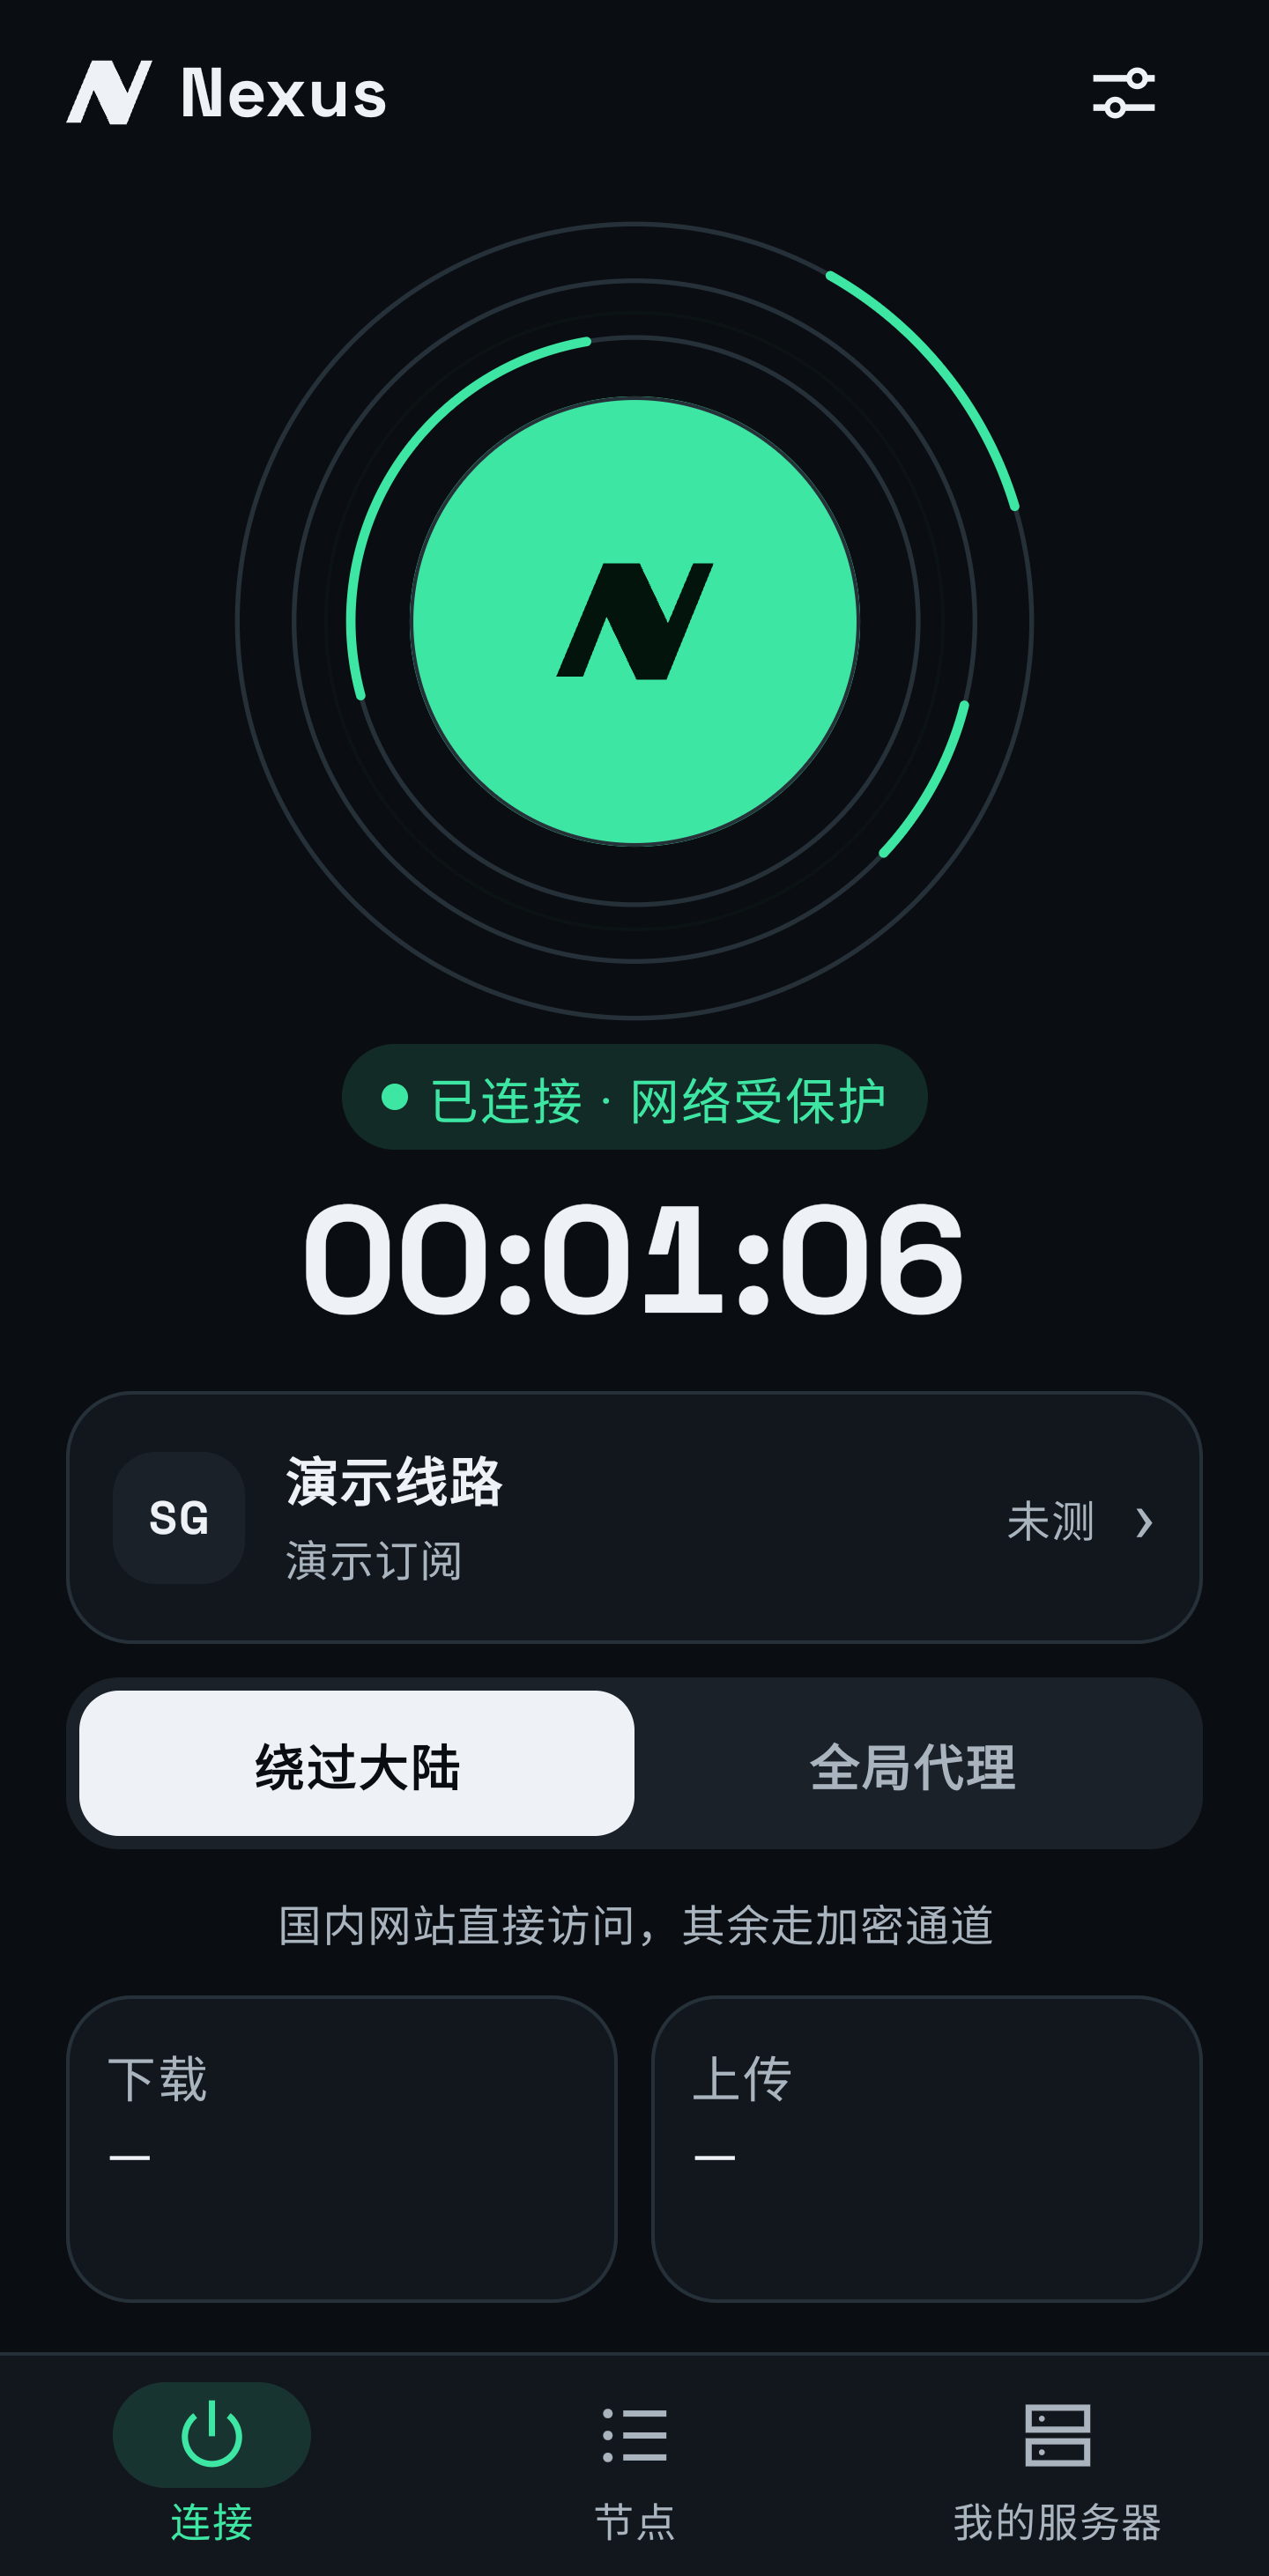 Nexus
已连接 · 网络受保护
00:01:06
SG
演示线路
演示订阅
未测 ›
绕过大陆
全局代理
国内网站直接访问，其余走加密通道
下载
—
上传
—
连接
节点
我的服务器